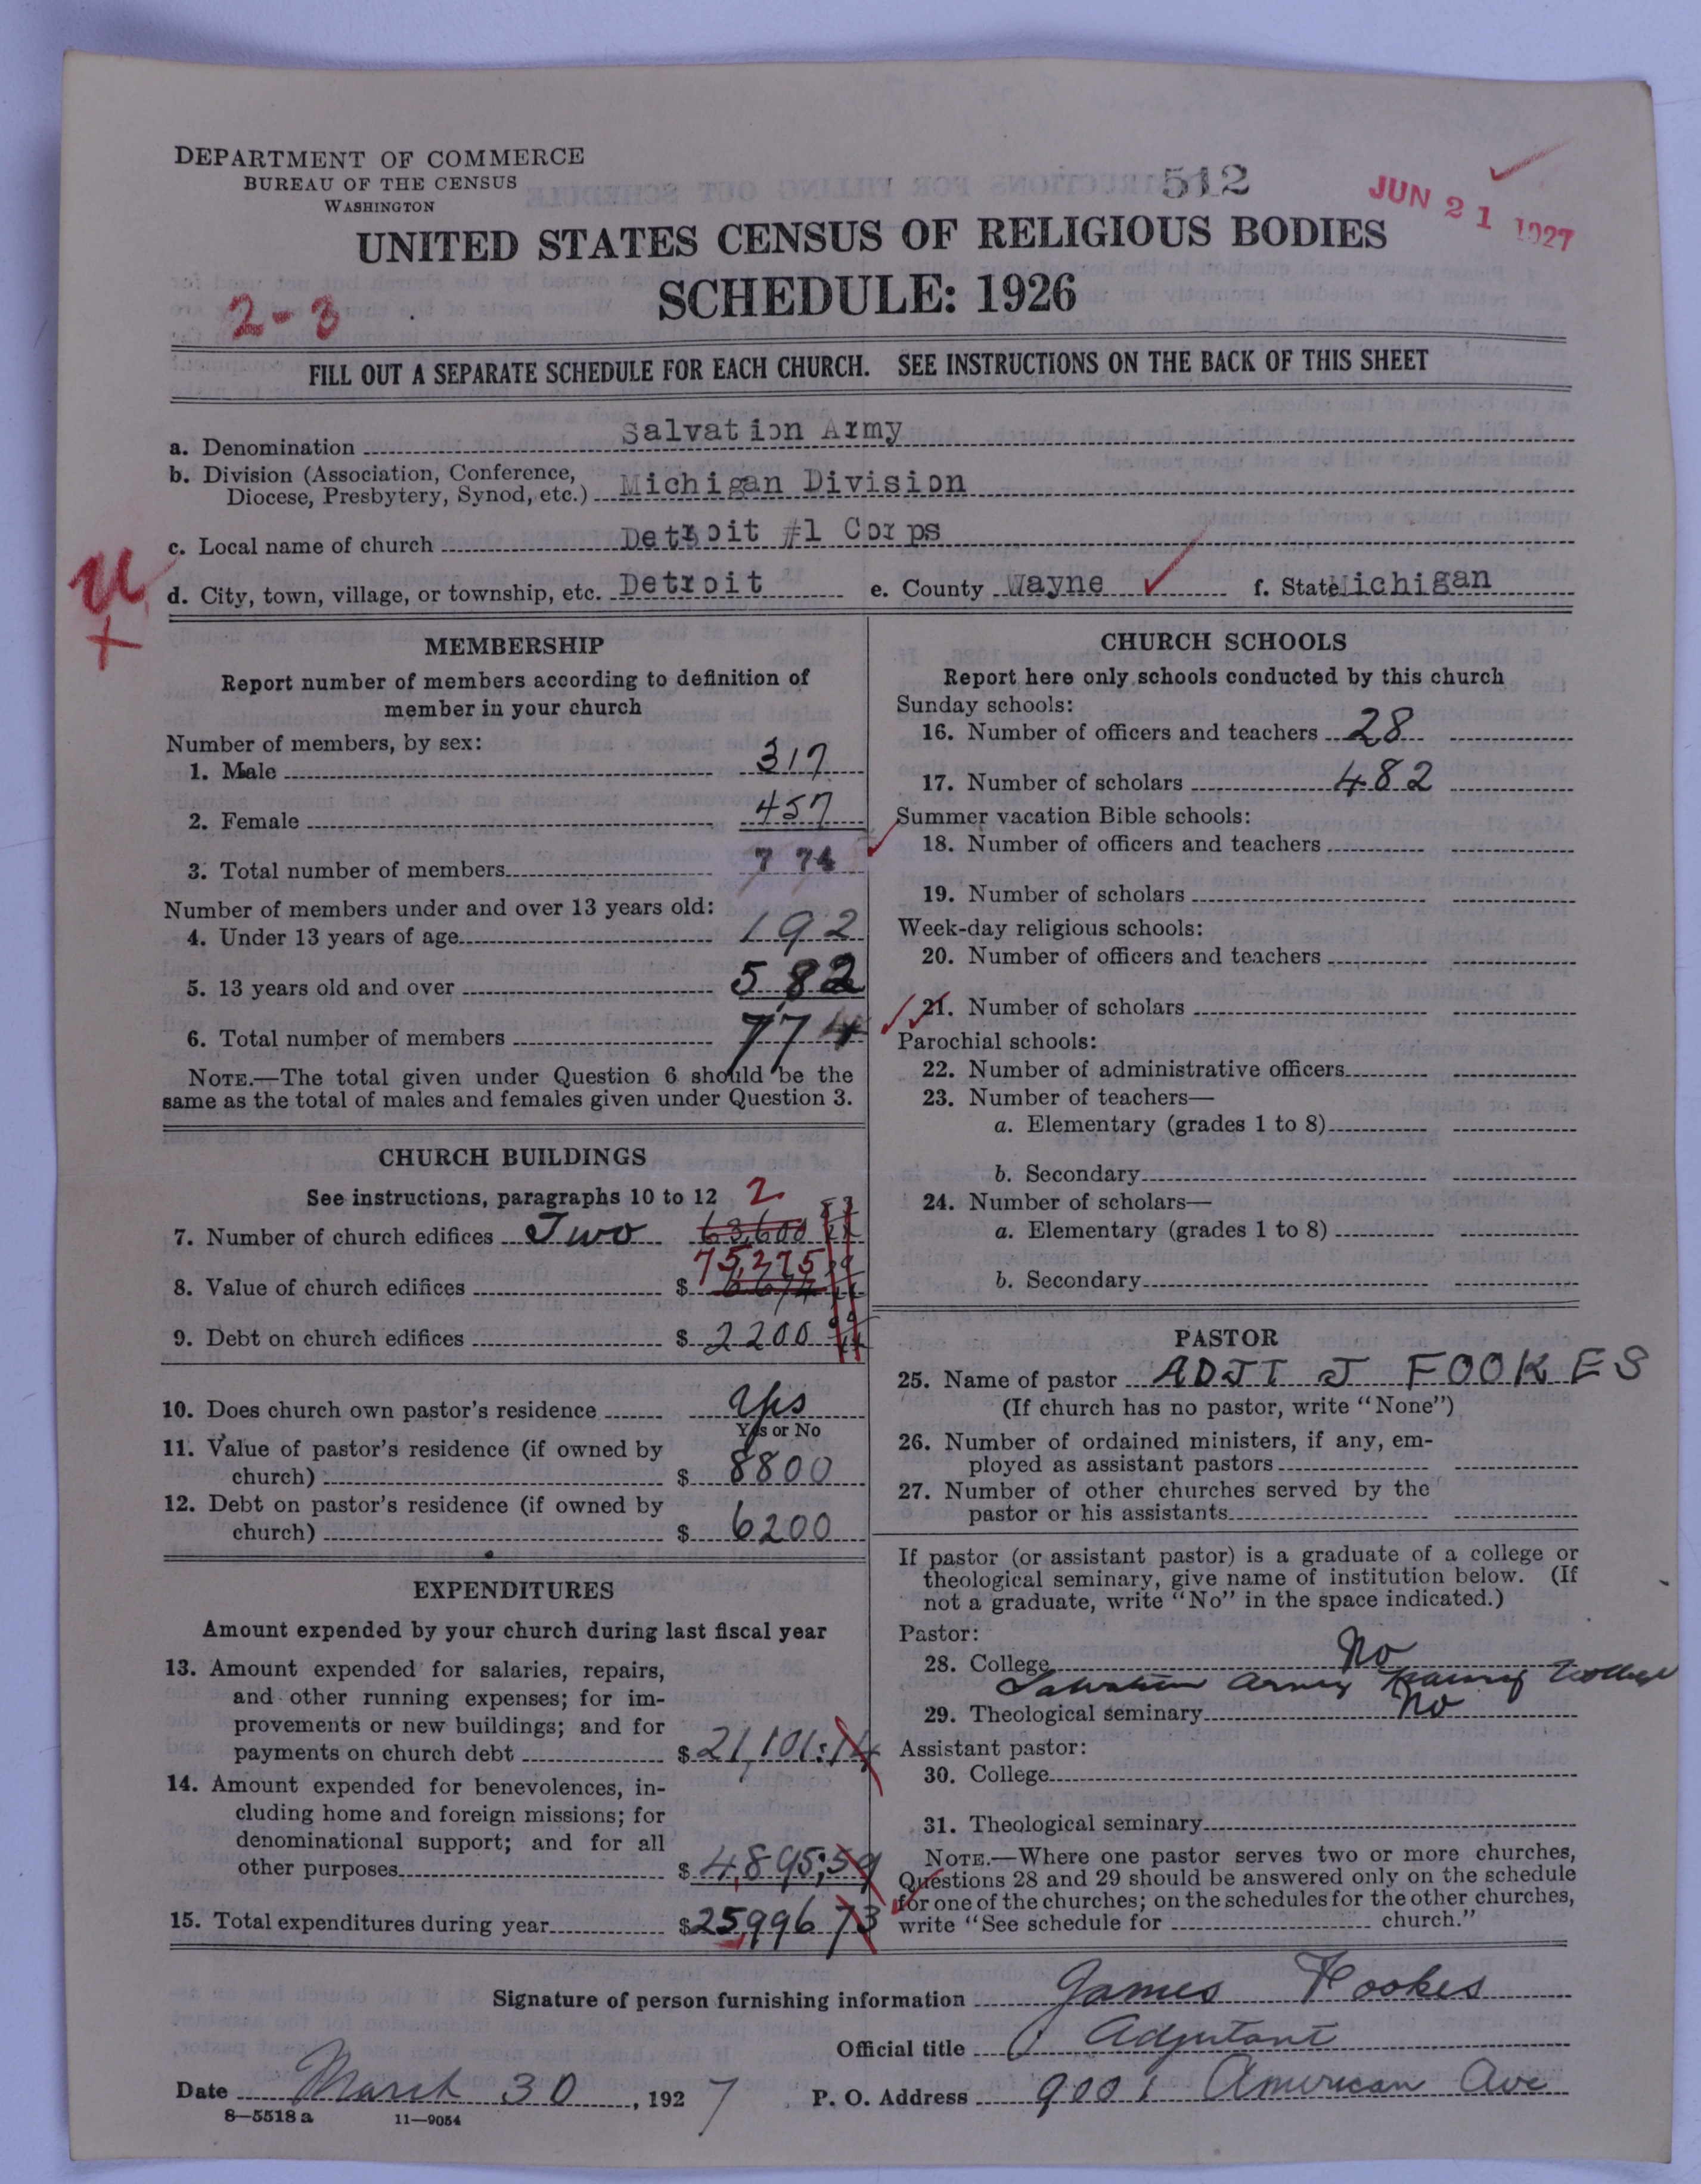 DEPARTMENT OF COMMERCE
BUREAU OF THE CENSUS
WASHINGTON
512
JUN 21 1927
UNITED STATES CENSUS OF RELIGIOUS BODIES
SCHEDULE: 1926
2-3
FILL OUT A SEPARATE SCHEDULE FOR EACH CHURCH. SEE INSTRUCTIONS ON THE BACK OF THIS SHEET
a. Denomination Salvation Army
b. Division (Association, Conference,
Diocese, Presbytery, Synod, etc.) Michigan Division
c. Local name of church Detroit #1 Corps
d. City, town, village, or township, etc. Detroit e. County Wayne f. State Michigan
MEMBERSHIP
Report number of members according to definition of
member in your church
Number of members, by sex:
1. Male 317
2. Female 457
3. Total number of members 774
Number of members under and over 13 years old:
4. Under 13 years of age 192
5. 13 years old and over 582
6. Total number of members 774
NOTE.—The total given under Question 6 should be the
same as the total of males and females given under Question 3.
CHURCH BUILDINGS
See instructions, paragraphs 10 to 12
2
7. Number of church edifices Two 63,600
75,275
8. Value of church edifices $
9. Debt on church edifices $ 2200
10. Does church own pastor's residence Yes
Yes or No
11. Value of pastor's residence (if owned by
church) $ 8800
12. Debt on pastor's residence (if owned by
church) $ 6200
EXPENDITURES
Amount expended by your church during last fiscal year
13. Amount expended for salaries, repairs,
and other running expenses; for im-
provements or new buildings; and for
payments on church debt $ 21,101:14
14. Amount expended for benevolences, in-
cluding home and foreign missions; for
denominational support; and for all
other purposes $ 4,895:59
15. Total expenditures during year $ 25,996 73
CHURCH SCHOOLS
Report here only schools conducted by this church
Sunday schools:
16. Number of officers and teachers 28
17. Number of scholars 482
Summer vacation Bible schools:
18. Number of officers and teachers
19. Number of scholars
Week-day religious schools:
20. Number of officers and teachers
21. Number of scholars
Parochial schools:
22. Number of administrative officers
23. Number of teachers—
a. Elementary (grades 1 to 8)
b. Secondary
24. Number of scholars—
a. Elementary (grades 1 to 8)
b. Secondary
PASTOR
25. Name of pastor ADJT J FOOKES
(If church has no pastor, write "None")
26. Number of ordained ministers, if any, em-
ployed as assistant pastors
27. Number of other churches served by the
pastor or his assistants
If pastor (or assistant pastor) is a graduate of a college or
theological seminary, give name of institution below. (If
not a graduate, write "No" in the space indicated.)
Pastor:
28. College No
Salvation Army Training College
29. Theological seminary No
Assistant pastor:
30. College
31. Theological seminary
NOTE.—Where one pastor serves two or more churches,
Questions 28 and 29 should be answered only on the schedule
for one of the churches; on the schedules for the other churches,
write "See schedule for church."
Signature of person furnishing information James Fookes
Official title Adjutant
Date March 30, 1927 P. O. Address 9001 American Ave
8—5518 a 11—9054